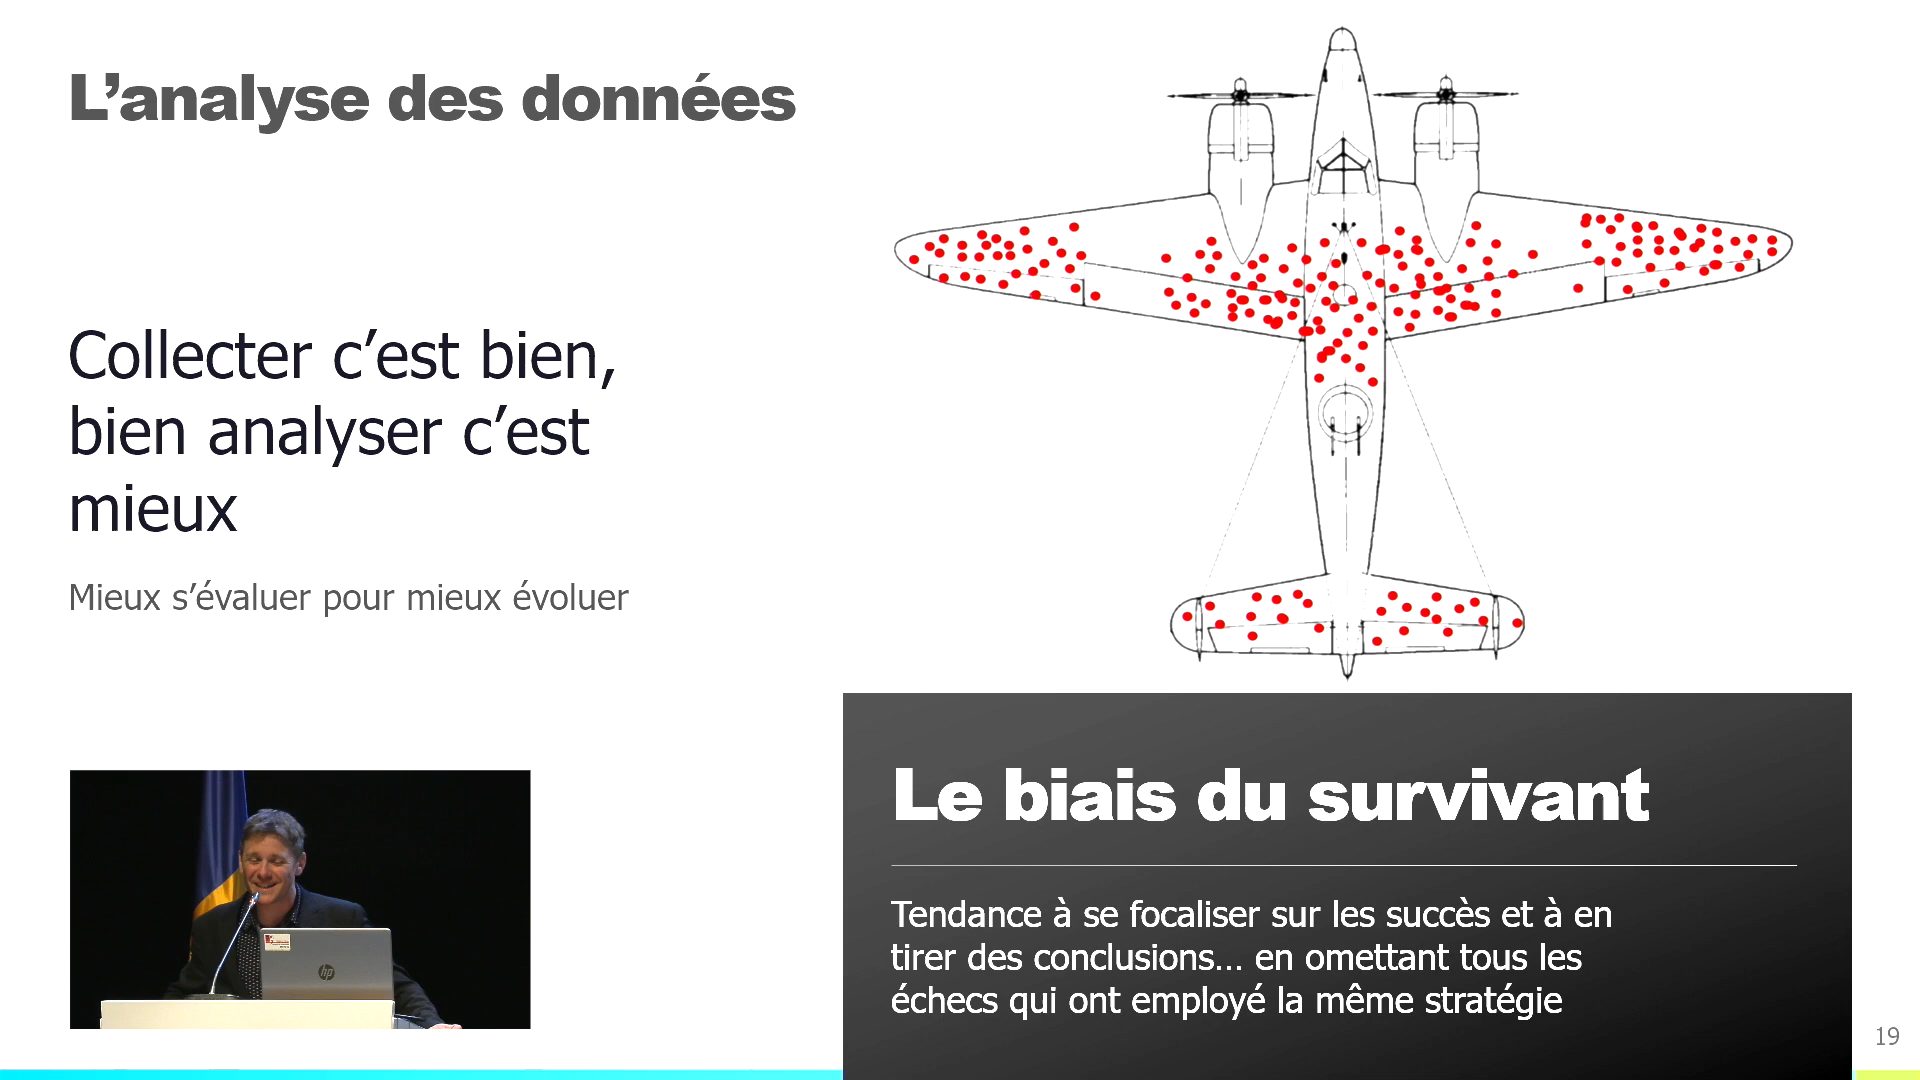 L’analyse des données
Collecter c’est bien,
bien analyser c’est
mieux
Mieux s’évaluer pour mieux évoluer
hp
Le biais du survivant
Tendance à se focaliser sur les succès et à en
tirer des conclusions… en omettant tous les
échecs qui ont employé la même stratégie
19